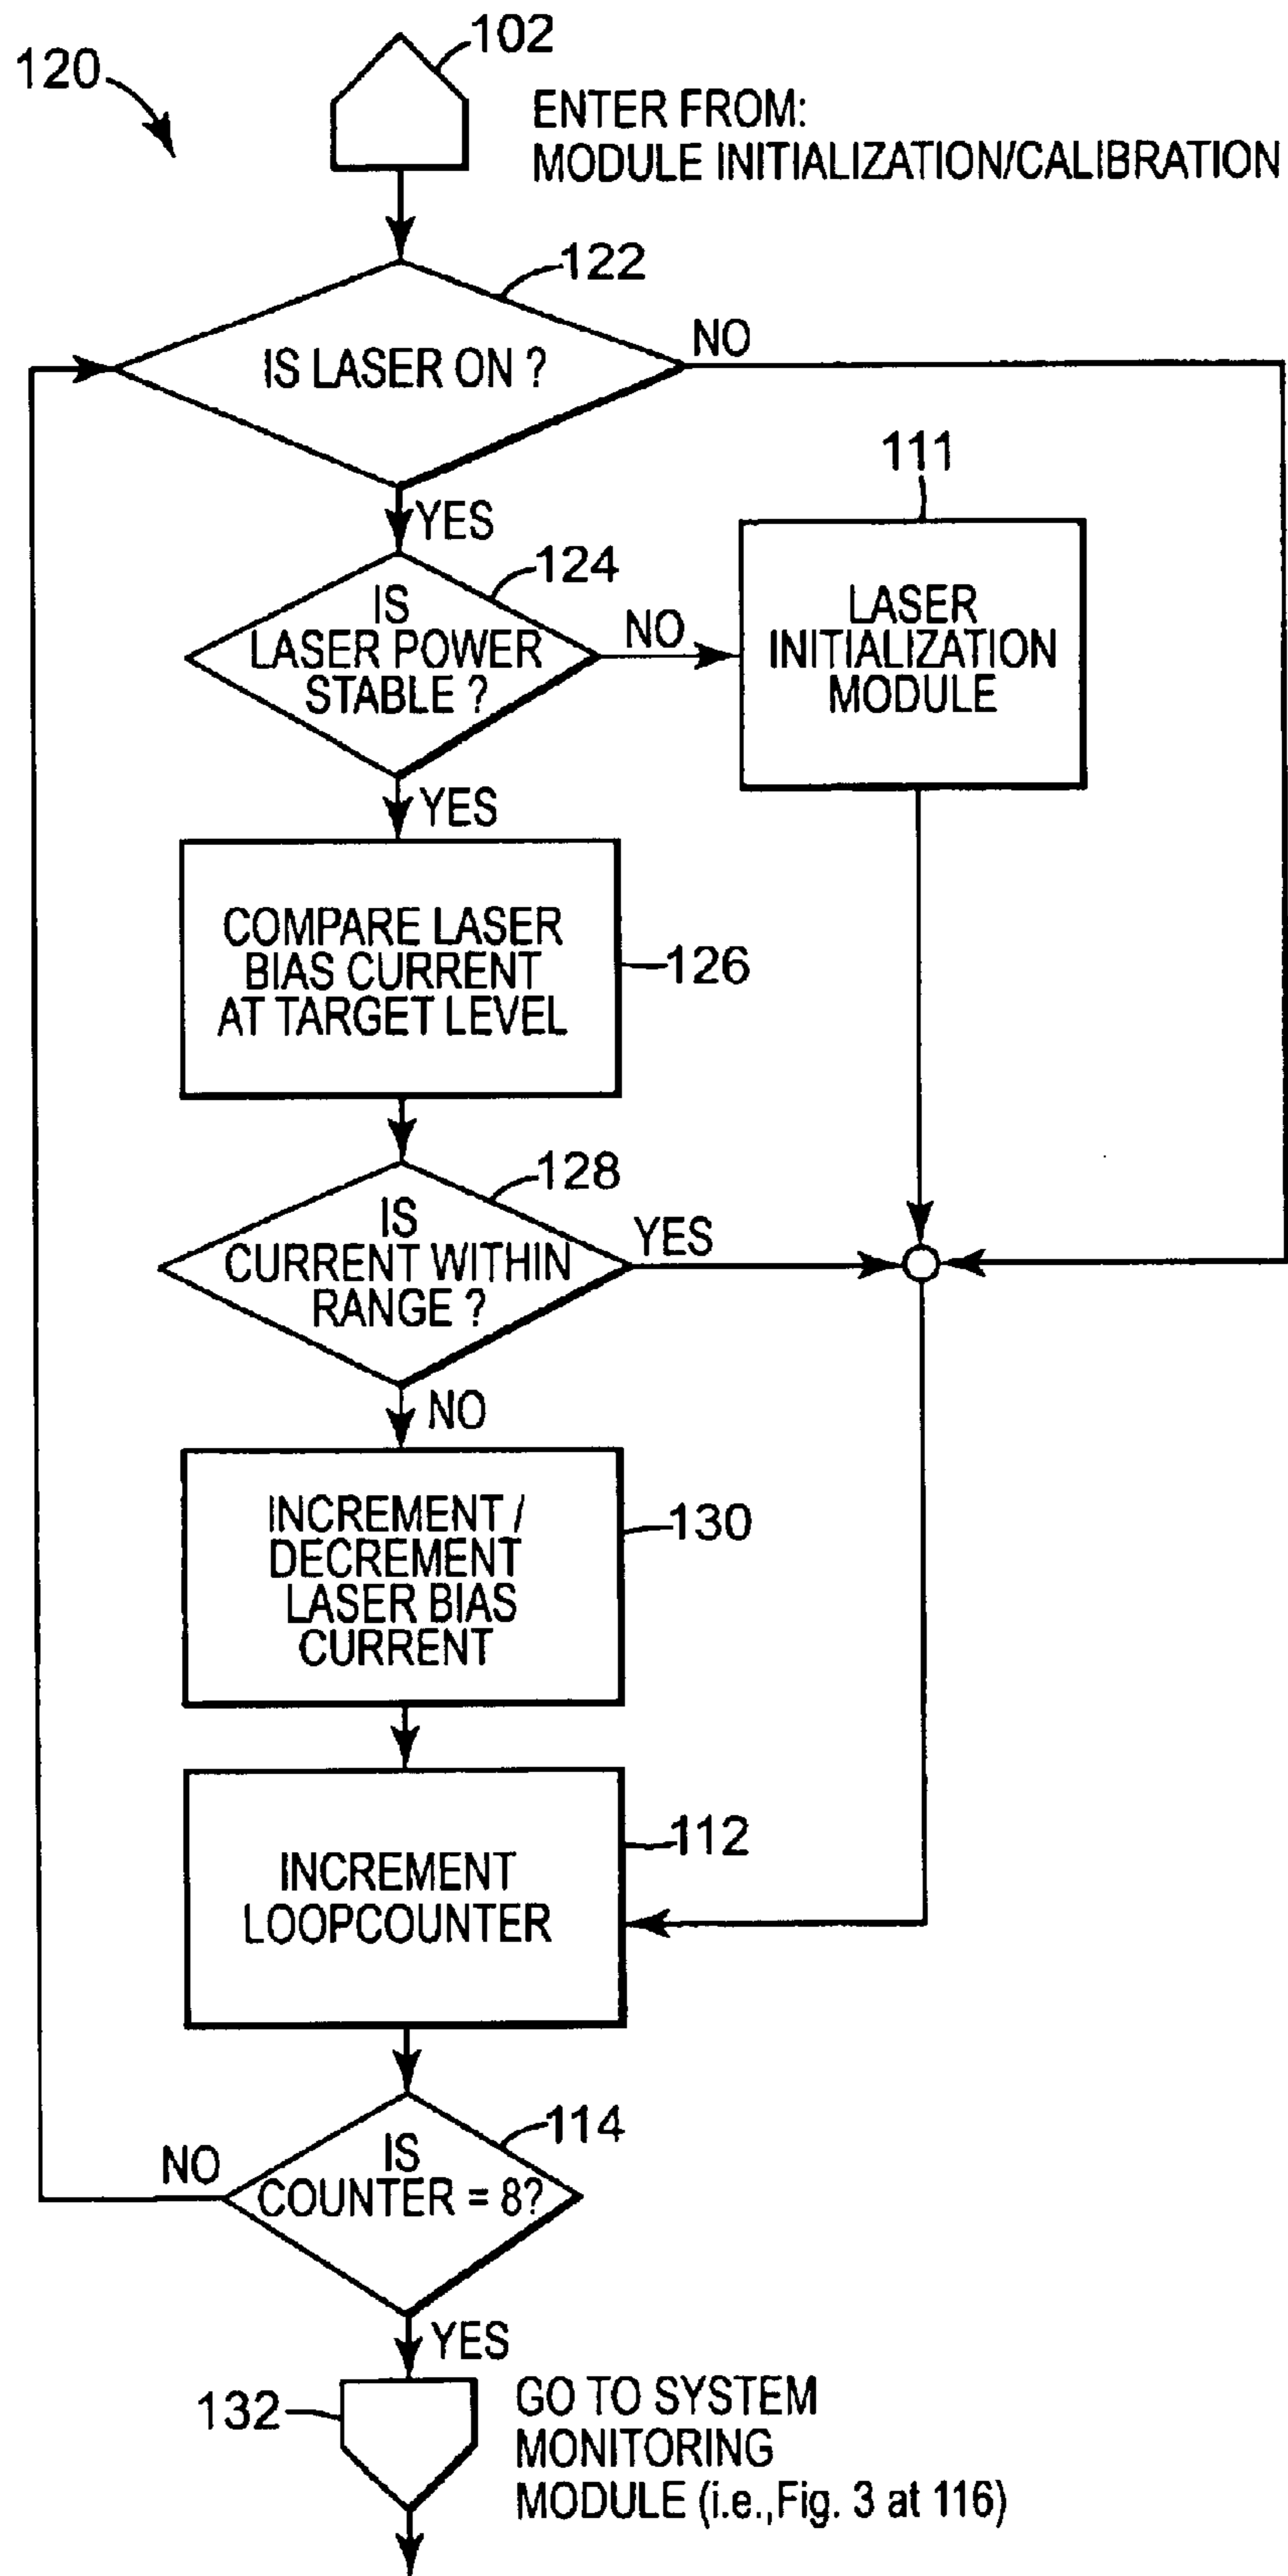 102
120
ENTER FROM:
MODULE INITIALIZATION/CALIBRATION
122
IS LASER ON ?
NO
111
YES
124
IS
LASER POWER
STABLE ?
NO
LASER
INITIALIZATION
MODULE
YES
COMPARE LASER
BIAS CURRENT
AT TARGET LEVEL
126
128
IS
CURRENT WITHIN
RANGE ?
YES
NO
INCREMENT /
DECREMENT
LASER BIAS
CURRENT
130
INCREMENT
LOOPCOUNTER
112
114
IS
COUNTER = 8?
NO
YES
132
GO TO SYSTEM
MONITORING
MODULE (i.e.,Fig. 3 at 116)